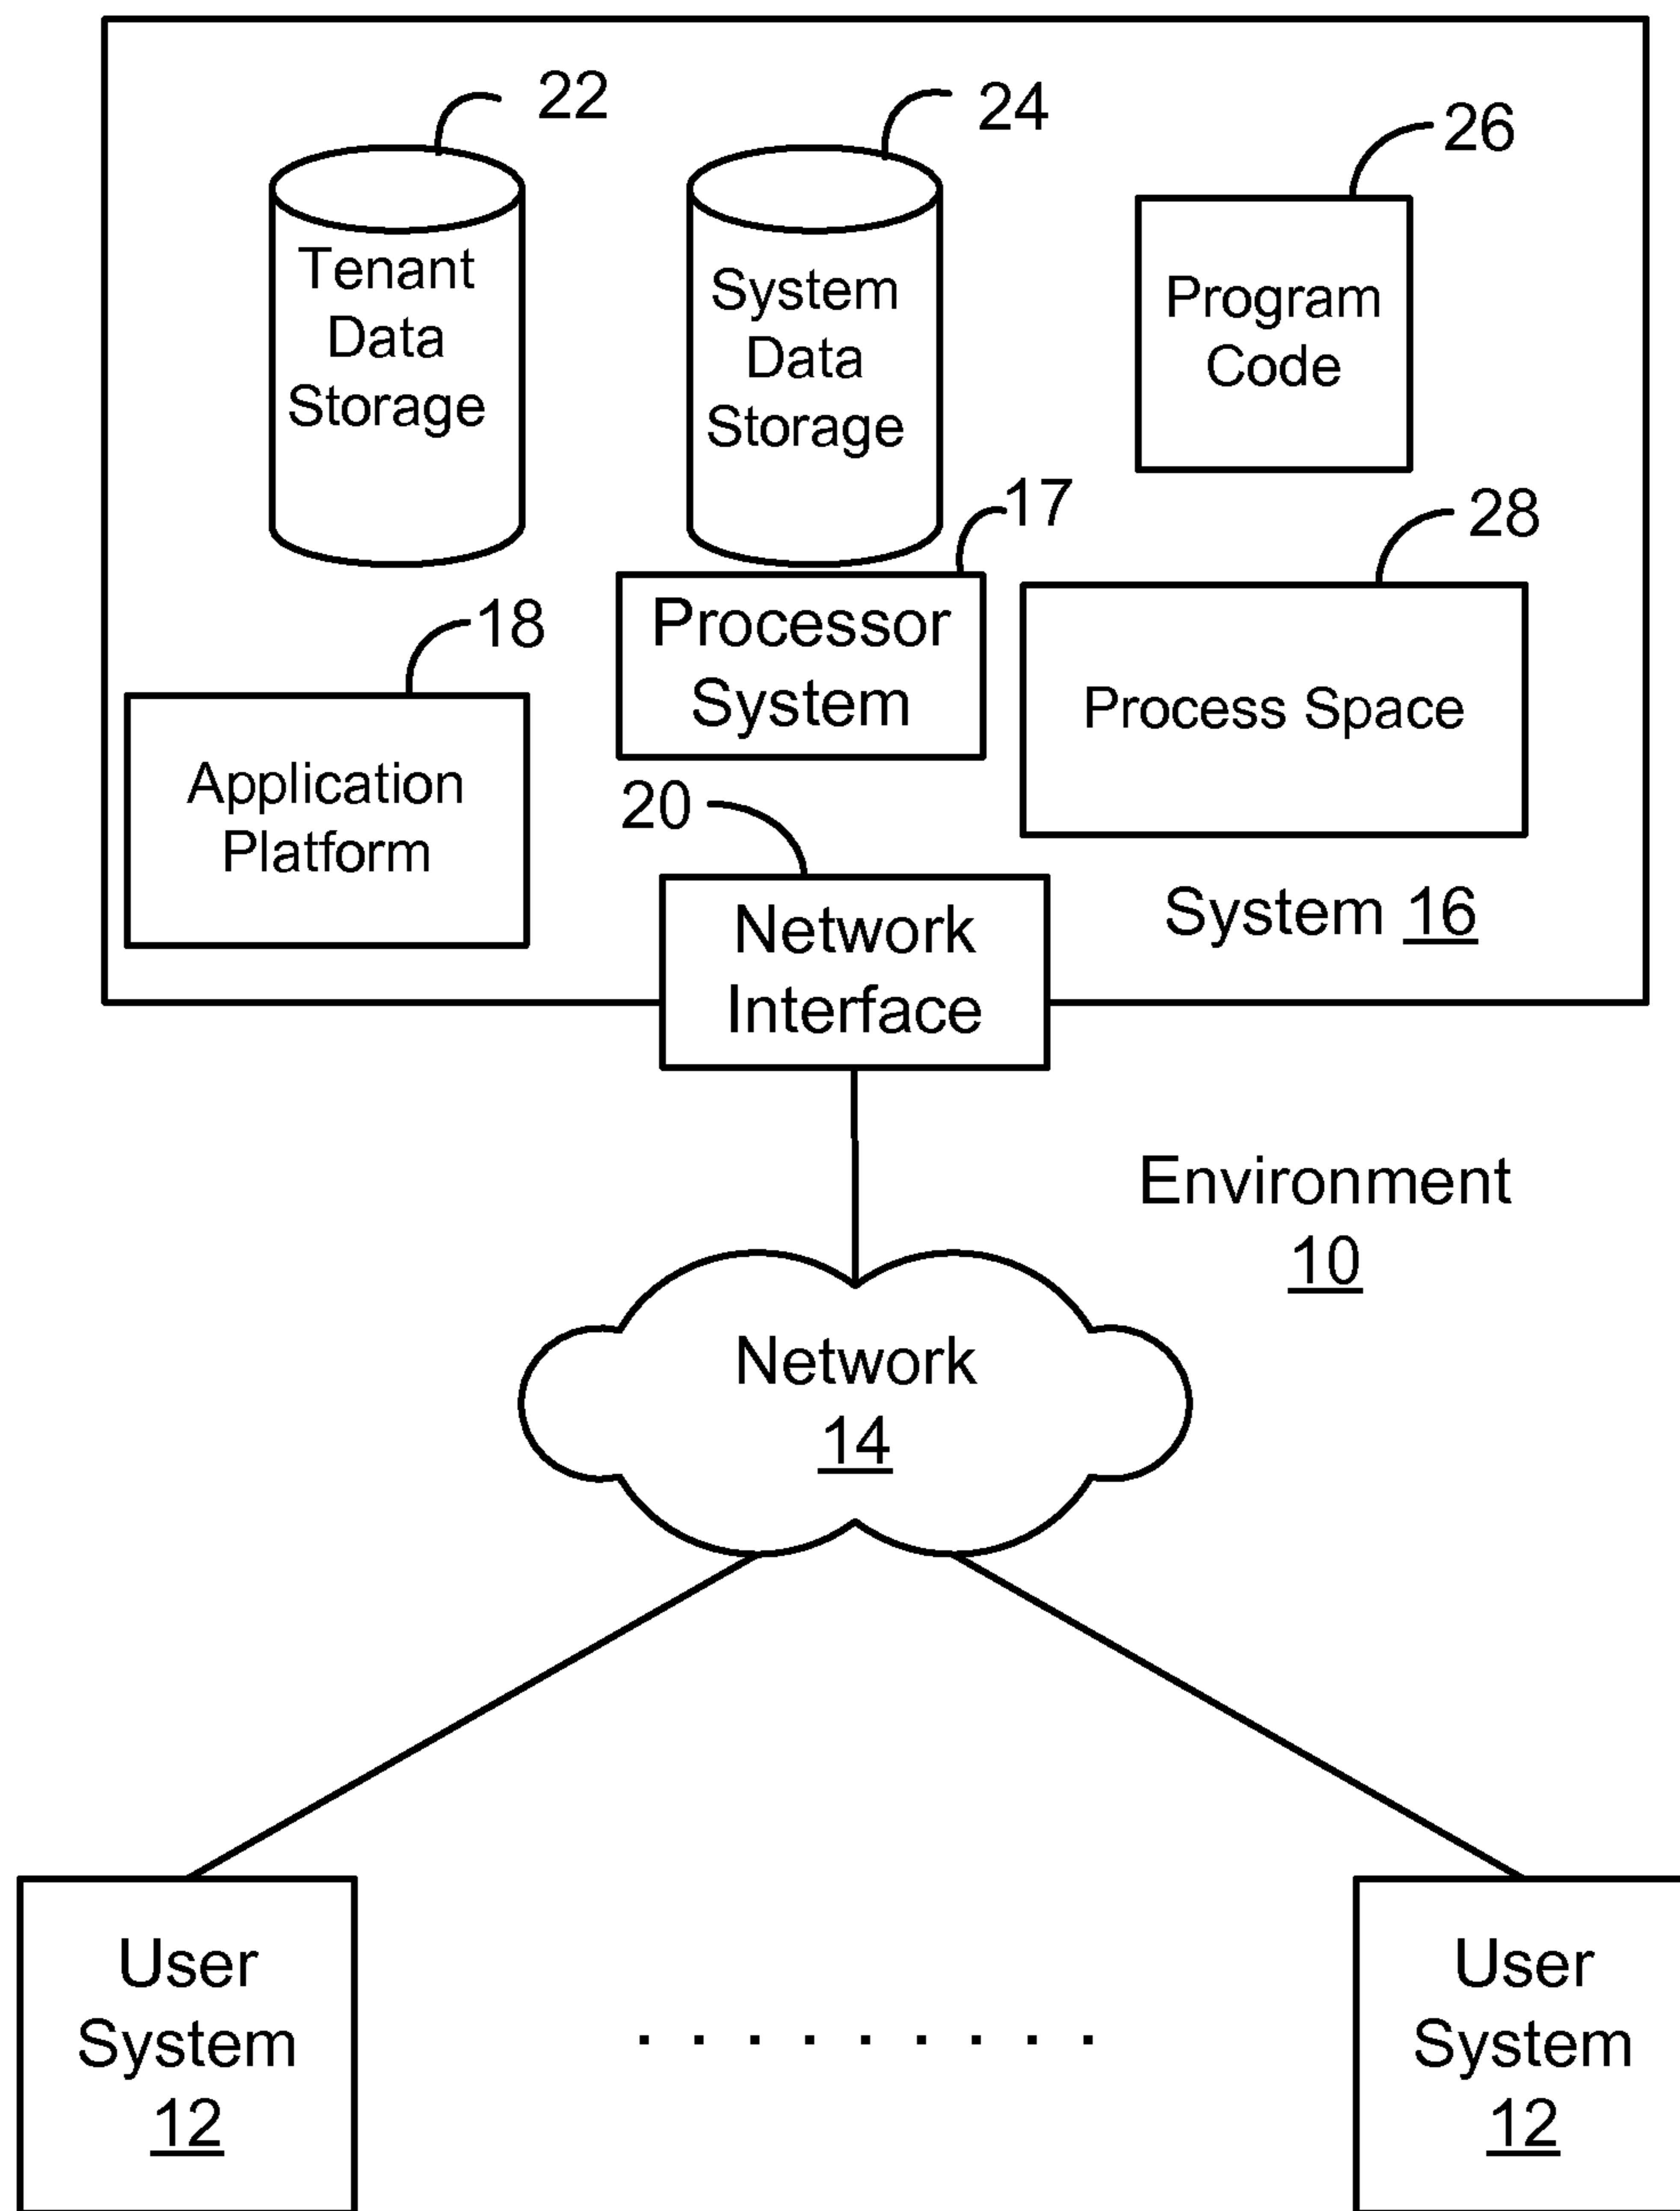 22
24
26
Tenant
Data
Storage
System
Data
Storage
Program
Code
17
28
18
Processor
System
Process Space
Application
Platform
20
Network
Interface
System 16
Environment
10
Network
14
User
System
12
. . . . . . . . .
User
System
12